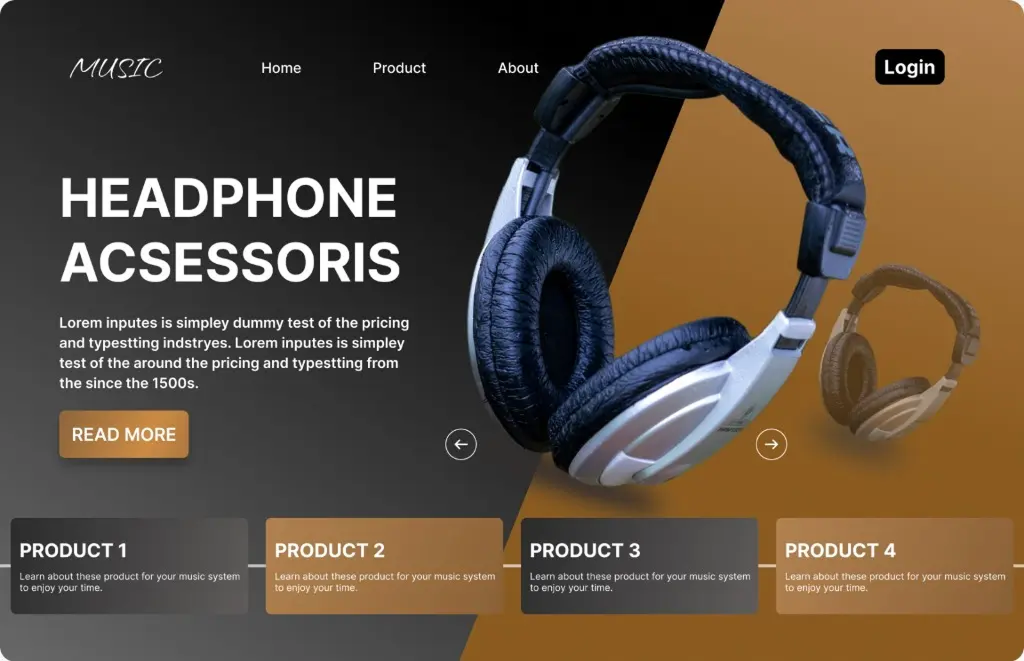 MUSIC
Home
Product
About
Login
HEADPHONE
ACSESSORIS
Lorem inputes is simpley dummy test of the pricing
and typestting indstryes. Lorem inputes is simpley
test of the around the pricing and typestting from
the since the 1500s.
READ MORE
PRODUCT 1
Learn about these product for your music system
to enjoy your time.
PRODUCT 2
Learn about these product for your music system
to enjoy your time.
PRODUCT 3
Learn about these product for your music system
to enjoy your time.
PRODUCT 4
Learn about these product for your music system
to enjoy your time.